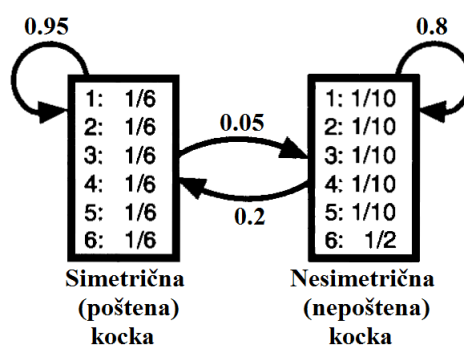 0.95
0.8
1: 1/6
2: 1/6
3: 1/6
4: 1/6
5: 1/6
6: 1/6
0.05
0.2
1: 1/10
2: 1/10
3: 1/10
4: 1/10
5: 1/10
6: 1/2
Simetrična
(poštena)
kocka
Nesimetrična
(nepoštena)
kocka